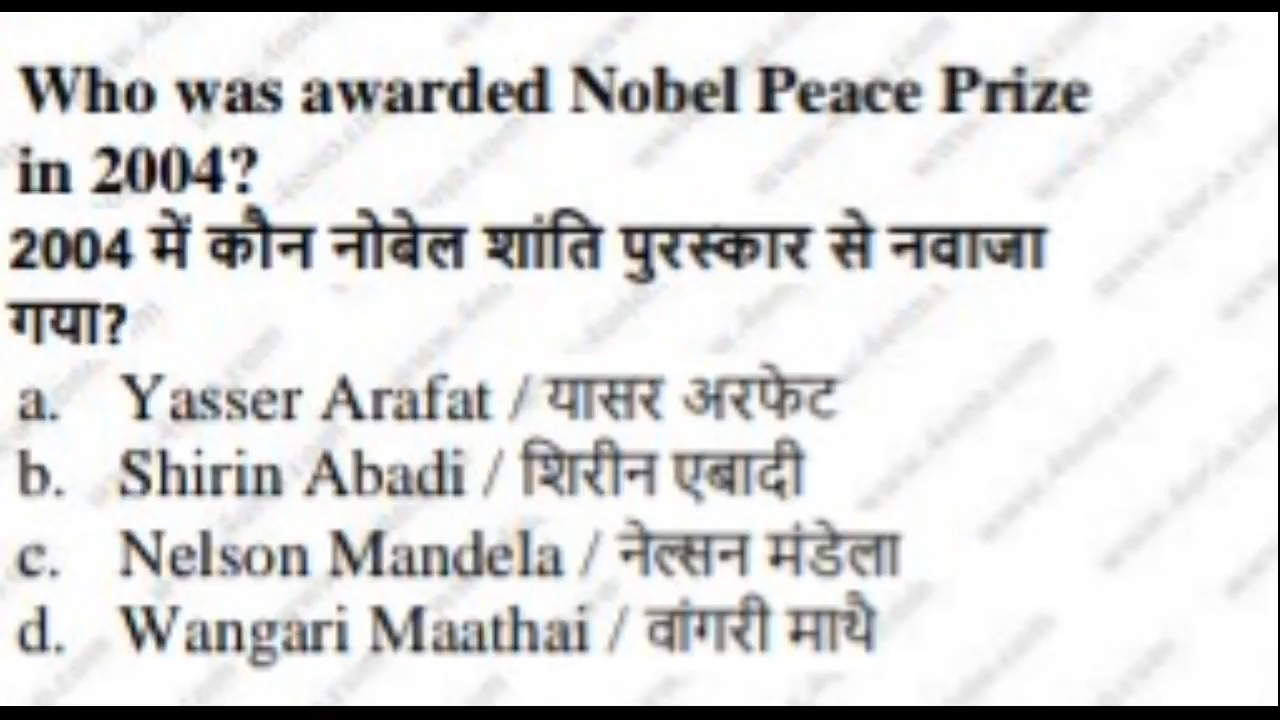 Who was awarded Nobel Peace Prize
in 2004?
2004 में कौन नोबेल शांति पुरस्कार से नवाजा
गया?
a. Yasser Arafat / यासर अरफेट
b. Shirin Abadi / शिरीन एबादी
c. Nelson Mandela / नेल्सन मंडेला
d. Wangari Maathai / वांगरी माथै